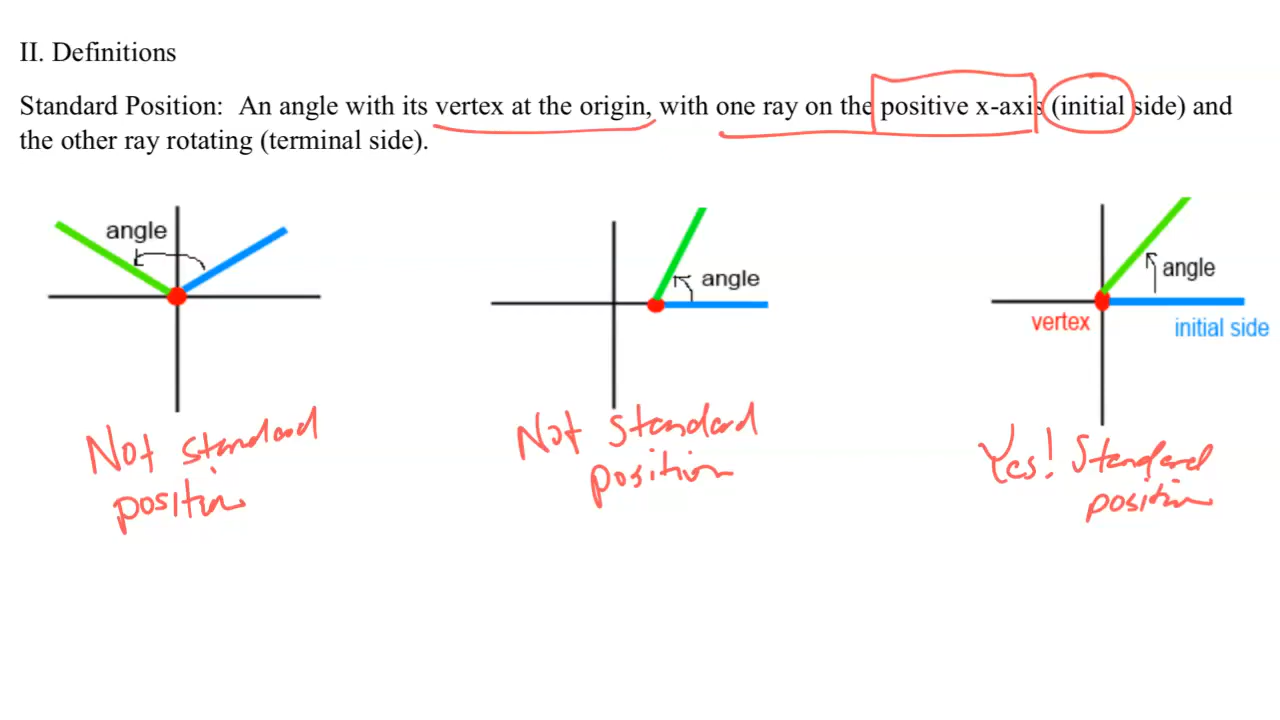 II. Definitions
Standard Position: An angle with its vertex at the origin, with one ray on the positive x-axis (initial side) and
the other ray rotating (terminal side).
angle
angle
angle
vertex
initial side
Not standard
position
Not standard
position
Yes! Standard
position